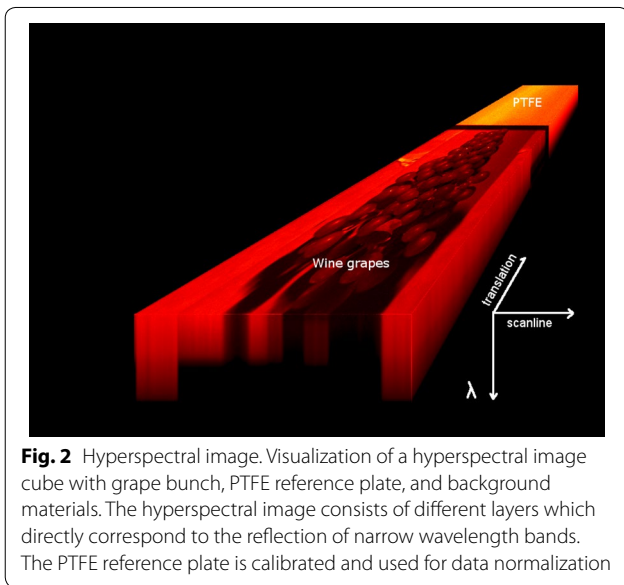 PTFE
Wine grapes
translation
scanline
λ
Fig. 2 Hyperspectral image. Visualization of a hyperspectral image
cube with grape bunch, PTFE reference plate, and background
materials. The hyperspectral image consists of different layers which
directly correspond to the reflection of narrow wavelength bands.
The PTFE reference plate is calibrated and used for data normalization